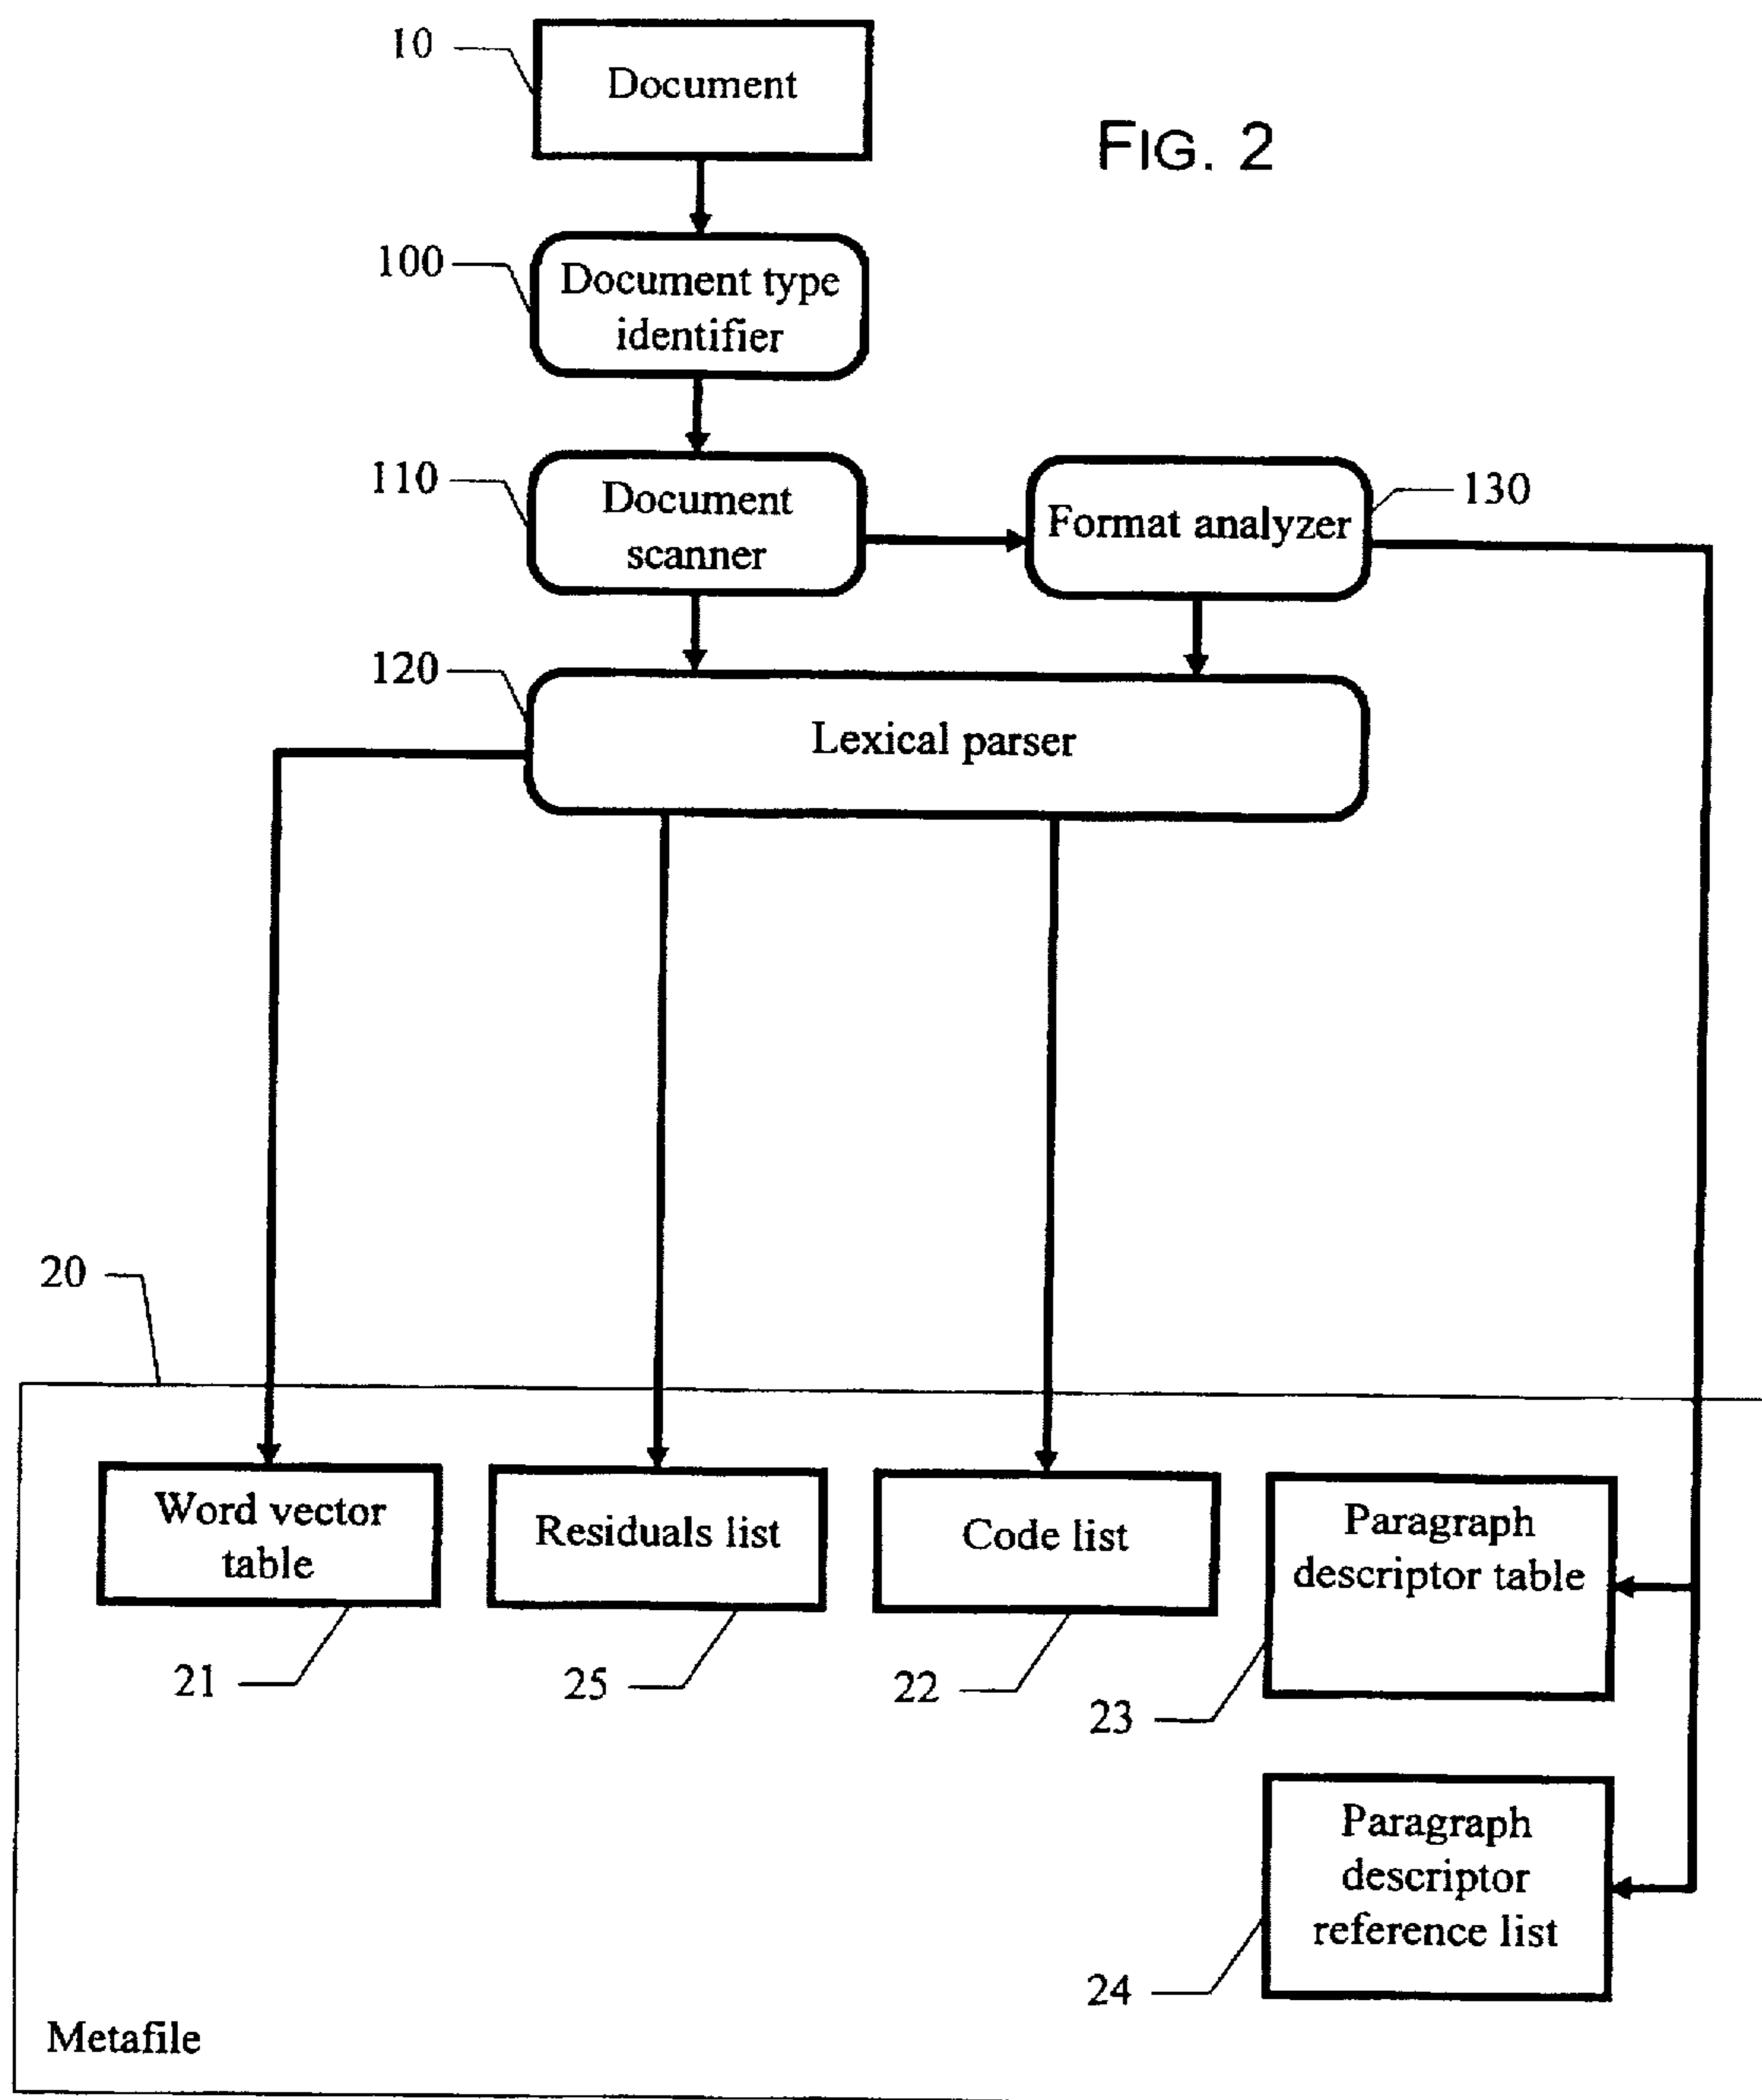 10
Document
FIG. 2
100
Document type
identifier
110
Document
scanner
Format analyzer
130
120
Lexical parser
20
Word vector
table
Residuals list
Code list
Paragraph
descriptor table
21
25
22
23
Paragraph
descriptor
reference list
24
Metafile